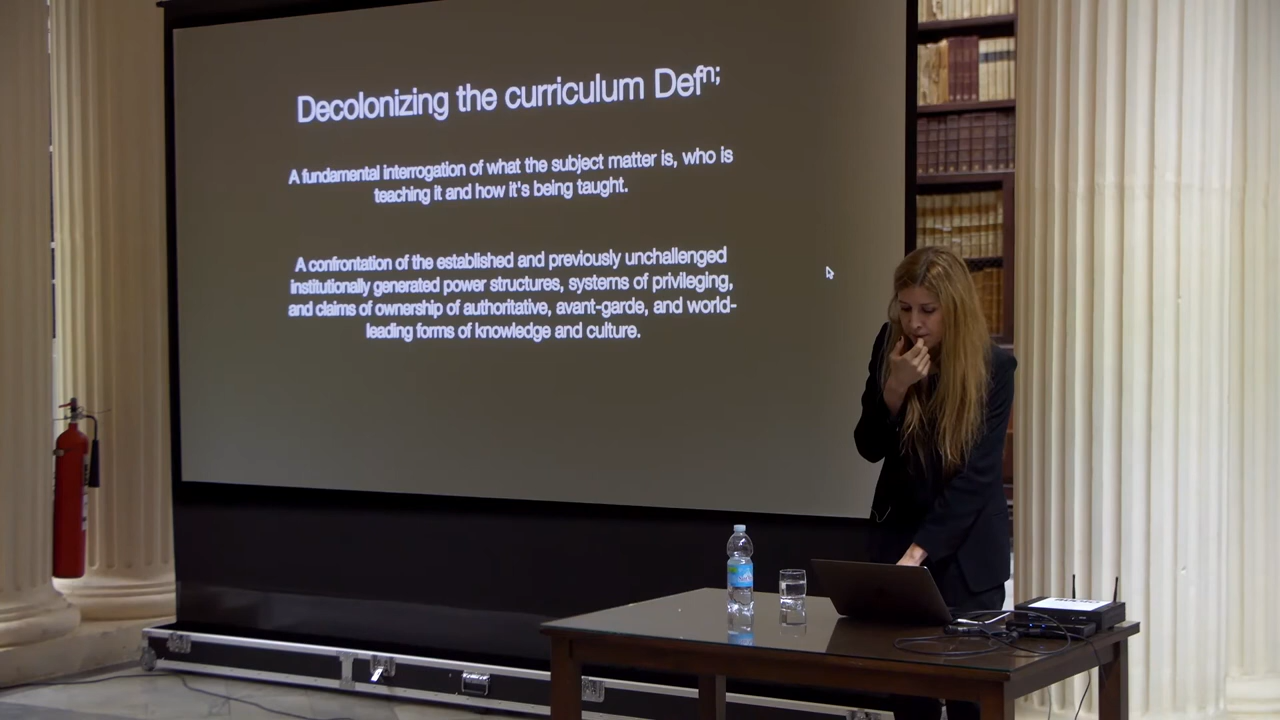 Decolonizing the curriculum Defⁿ;
A fundamental interrogation of what the subject matter is, who is
teaching it and how it's being taught.
A confrontation of the established and previously unchallenged
institutionally generated power structures, systems of privileging,
and claims of ownership of authoritative, avant-garde, and world-
leading forms of knowledge and culture.